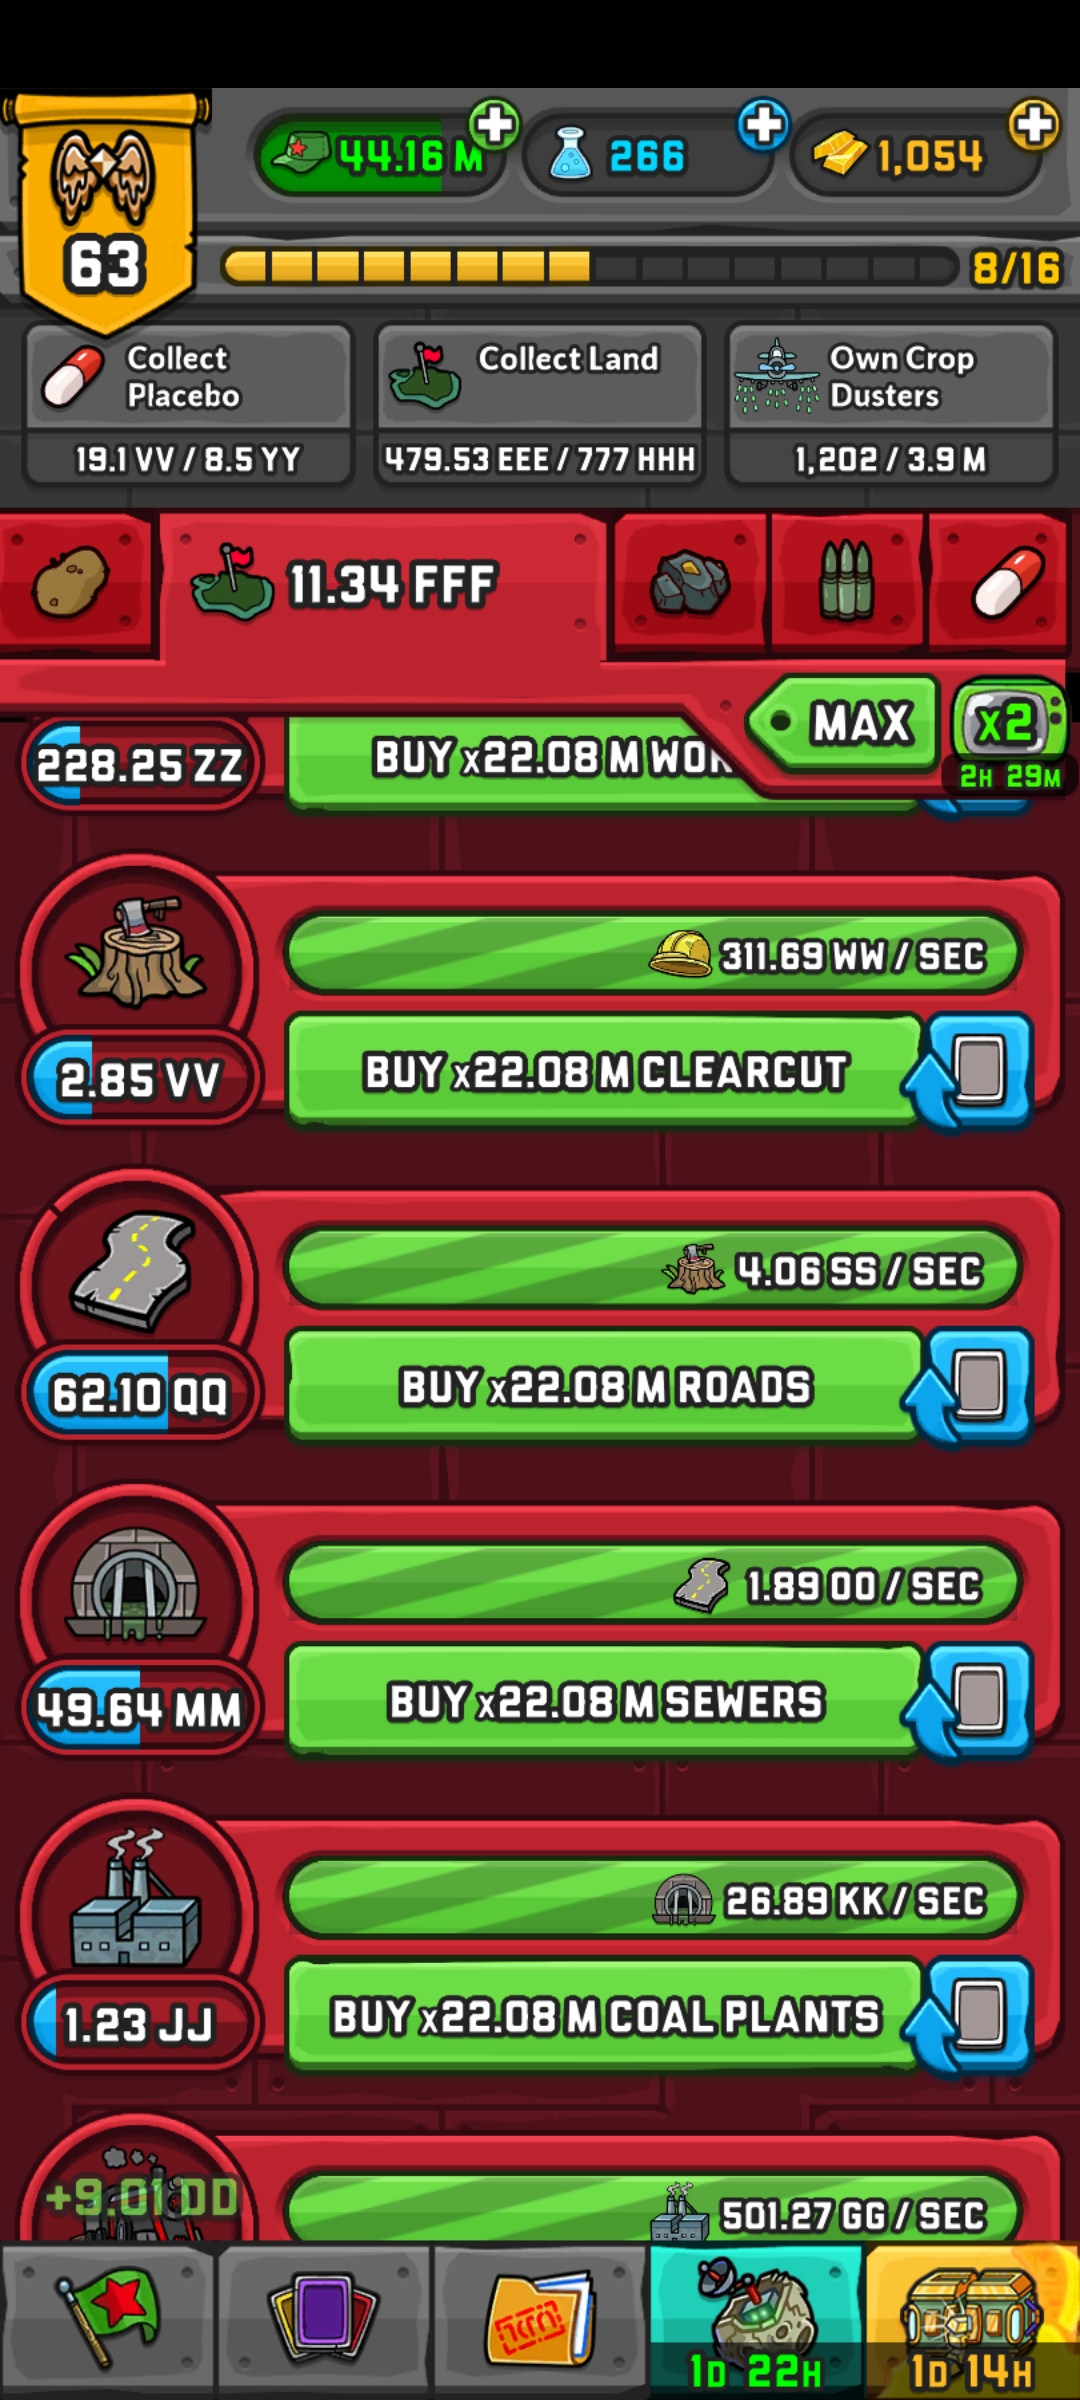 44.16 M
266
1,054
63
8/16
Collect
Placebo
19.1 VV / 8.5 YY
Collect Land
479.53 EEE / 777 HHH
Own Crop
Dusters
1,202 / 3.9 M
11.34 FFF
MAX
x2
2H 29M
228.25 ZZ
BUY x22.08 M
311.69 WW / SEC
2.85 VV
BUY x22.08 M CLEARCUT
4.06 SS / SEC
62.10 QQ
BUY x22.08 M ROADS
1.89 OO / SEC
49.64 MM
BUY x22.08 M SEWERS
26.89 KK / SEC
1.23 JJ
BUY x22.08 M COAL PLANTS
+9.01 DD
501.27 GG / SEC
1D 22H
1D 14H